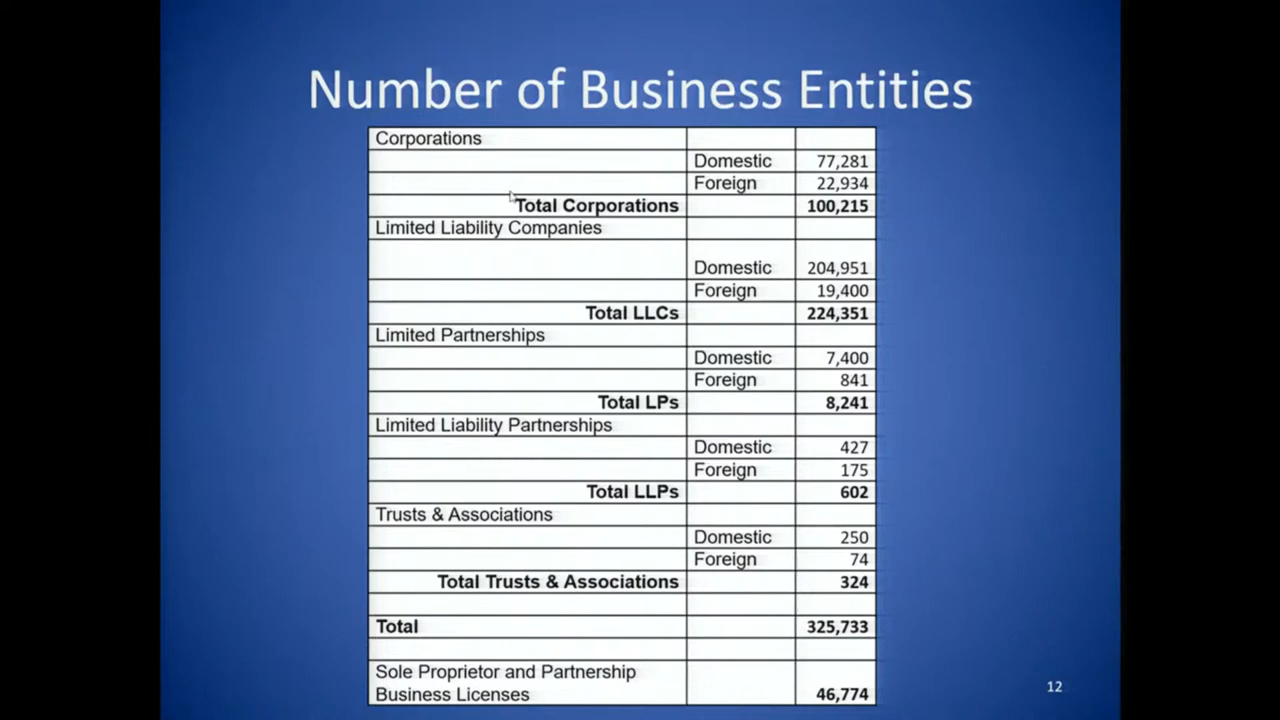 Number of Business Entities
Corporations
Domestic 77,281
Foreign 22,934
Total Corporations 100,215
Limited Liability Companies
Domestic 204,951
Foreign 19,400
Total LLCs 224,351
Limited Partnerships
Domestic 7,400
Foreign 841
Total LPs 8,241
Limited Liability Partnerships
Domestic 427
Foreign 175
Total LLPs 602
Trusts & Associations
Domestic 250
Foreign 74
Total Trusts & Associations 324
Total 325,733
Sole Proprietor and Partnership
Business Licenses 46,774
12